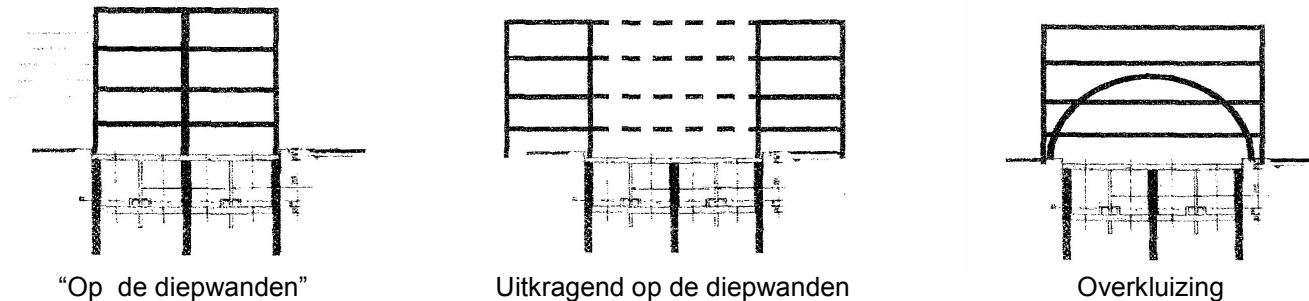 “Op de diepwanden”
Uitkragend op de diepwanden
Overkluizing